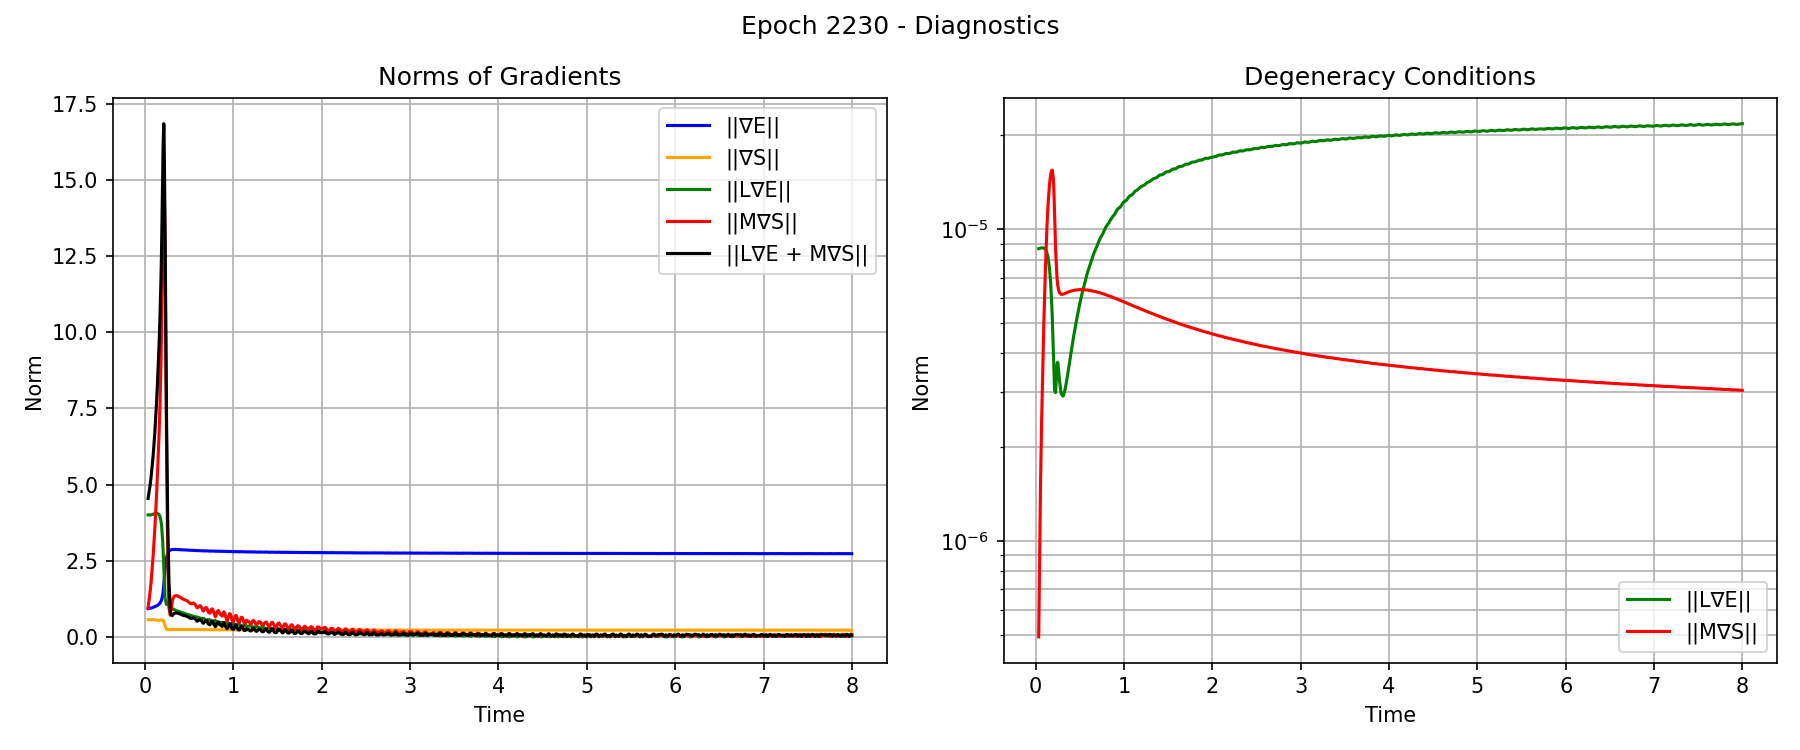 Epoch 2230 - Diagnostics
Norms of Gradients
17.5
15.0
12.5
10.0
7.5
5.0
2.5
0.0
Norm
0 1 2 3 4 5 6 7 8
Time
||∇E||
||∇S||
||L∇E||
||M∇S||
||L∇E + M∇S||
Degeneracy Conditions
10⁻⁵
10⁻⁶
Norm
0 1 2 3 4 5 6 7 8
Time
||L∇E||
||M∇S||